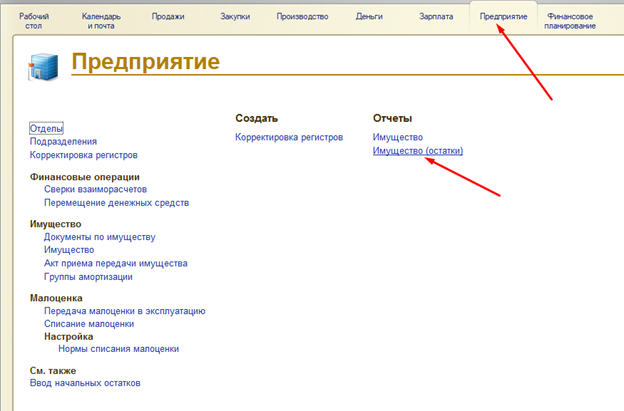 Рабочий стол
Календарь и почта
Продажи
Закупки
Производство
Деньги
Зарплата
Предприятие
Финансовое планирование
Предприятие
Отделы
Подразделения
Корректировка регистров
Финансовые операции
Сверки взаиморасчетов
Перемещение денежных средств
Имущество
Документы по имуществу
Имущество
Акт приема передачи имущества
Группы амортизации
Малоценка
Передача малоценки в эксплуатацию
Списание малоценки
Настройка
Нормы списания малоценки
См. также
Ввод начальных остатков
Создать
Корректировка регистров
Отчеты
Имущество
Имущество (остатки)